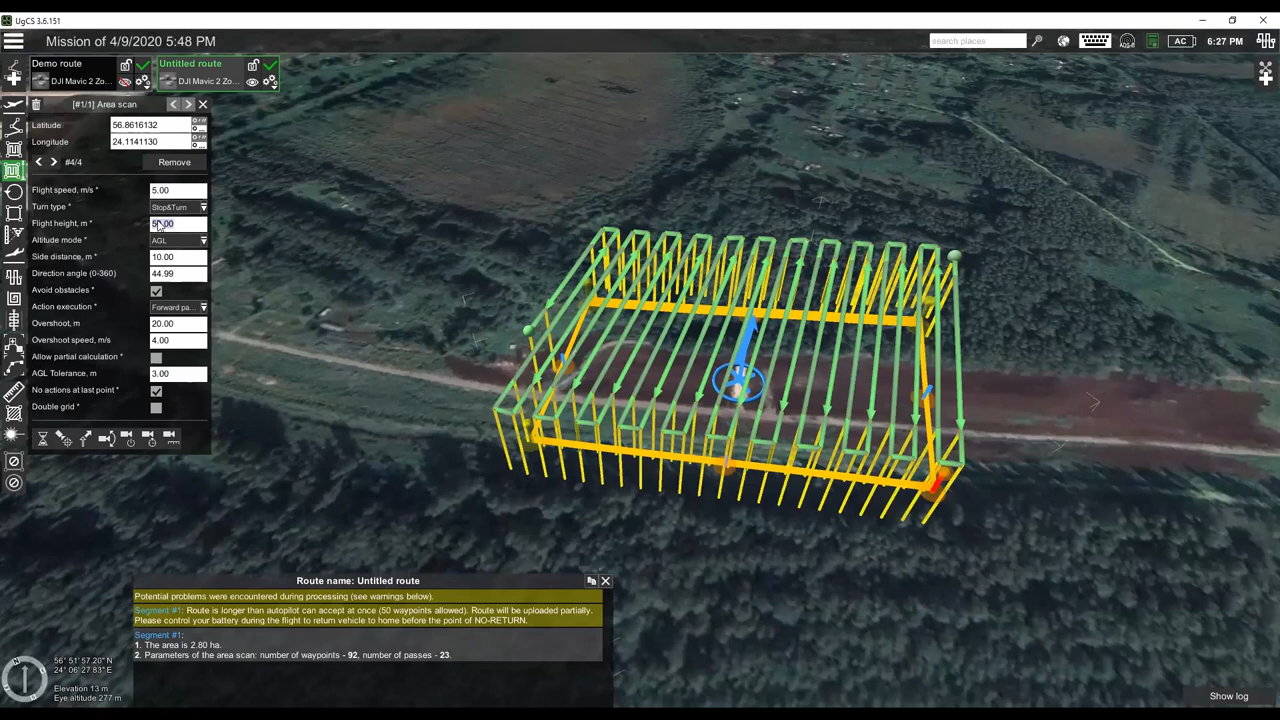 UgCS 3.6.151
Mission of 4/9/2020 5:48 PM
search places
ADS-B
AC
6:27 PM
Demo route
DJI Mavic 2 Zo...
Untitled route
DJI Mavic 2 Zo...
[#1/1] Area scan
Latitude 56.8616132
Longitude 24.1141130
#4/4 Remove
Flight speed, m/s * 5.00
Turn type * Stop&Turn
Flight height, m * 50.00
Altitude mode * AGL
Side distance, m * 10.00
Direction angle (0-360) 44.99
Avoid obstacles *
Action execution * Forward pa...
Overshoot, m 20.00
Overshoot speed, m/s 4.00
Allow partial calculation *
AGL Tolerance, m 3.00
No actions at last point *
Double grid *
Route name: Untitled route
Potential problems were encountered during processing (see warnings below).
Segment #1: Route is longer than autopilot can accept at once (50 waypoints allowed). Route will be uploaded partially.
Please control your battery during the flight to return vehicle to home before the point of NO-RETURN.
Segment #1:
1. The area is 2.80 ha.
2. Parameters of the area scan: number of waypoints - 92, number of passes - 23.
56° 51' 57.20" N
24° 06' 27.83" E
Elevation 13 m
Eye altitude 277 m
Show log